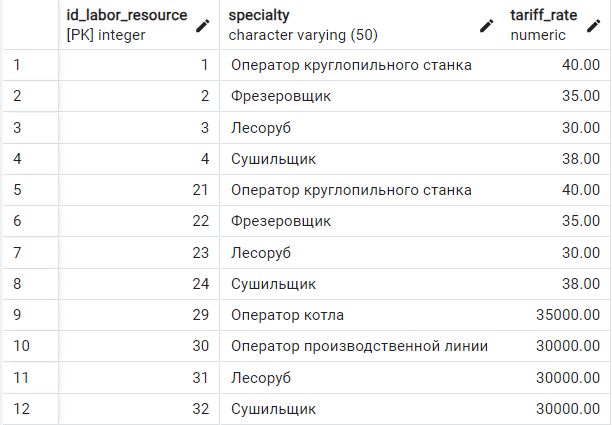 id_labor_resource specialty tariff_rate
[PK] integer character varying (50) numeric
1 1 Оператор круглопильного станка 40.00
2 2 Фрезеровщик 35.00
3 3 Лесоруб 30.00
4 4 Сушильщик 38.00
5 21 Оператор круглопильного станка 40.00
6 22 Фрезеровщик 35.00
7 23 Лесоруб 30.00
8 24 Сушильщик 38.00
9 29 Оператор котла 35000.00
10 30 Оператор производственной линии 30000.00
11 31 Лесоруб 30000.00
12 32 Сушильщик 30000.00